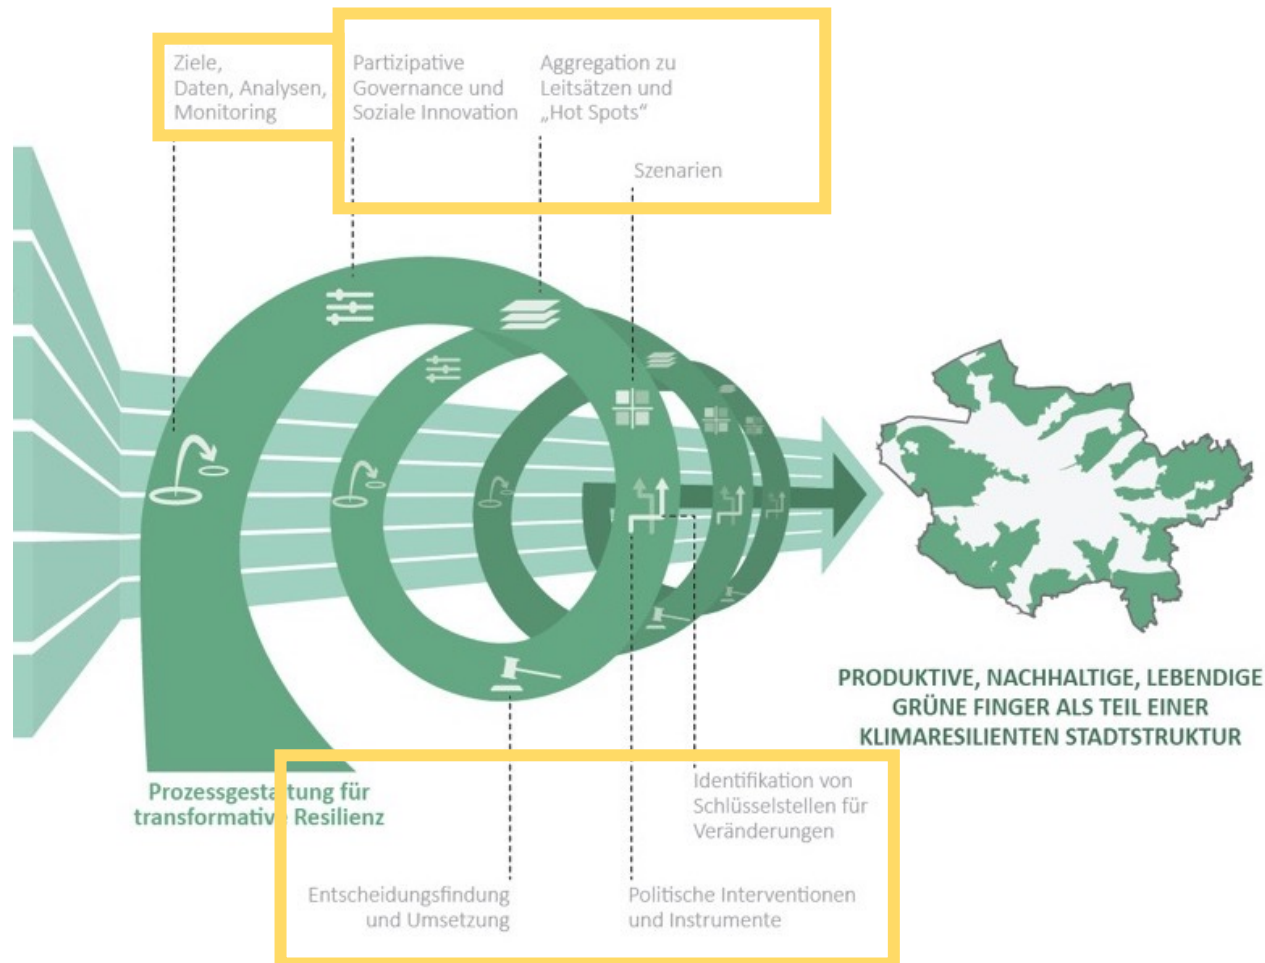 Ziele,
Daten, Analysen,
Monitoring
Partizipative
Governance und
Soziale Innovation
Aggregation zu
Leitsätzen und
„Hot Spots“
Szenarien
PRODUKTIVE, NACHHALTIGE, LEBENDIGE
GRÜNE FINGER ALS TEIL EINER
KLIMARESILIENTEN STADTSTRUKTUR
Prozessgestaltung für
transformative Resilienz
Identifikation von
Schlüsselstellen für
Veränderungen
Entscheidungsfindung
und Umsetzung
Politische Interventionen
und Instrumente